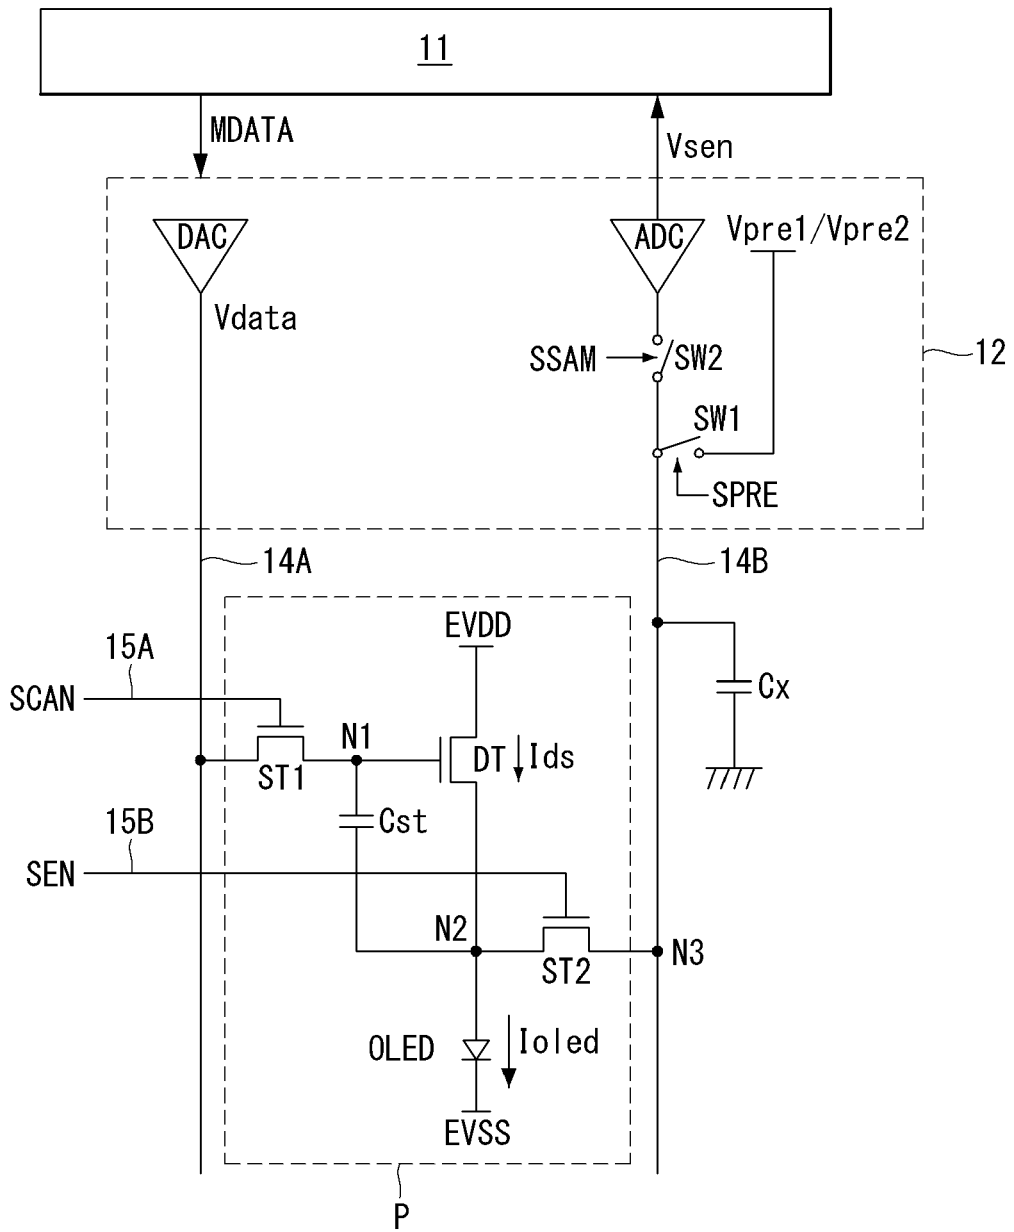 11
MDATA
Vsen
DAC
ADC
Vpre1/Vpre2
Vdata
SSAM
SW2
12
SW1
SPRE
14A
14B
EVDD
15A
SCAN
Cx
N1
DT
Ids
ST1
Cst
15B
SEN
N2
ST2
N3
OLED
Ioled
EVSS
P